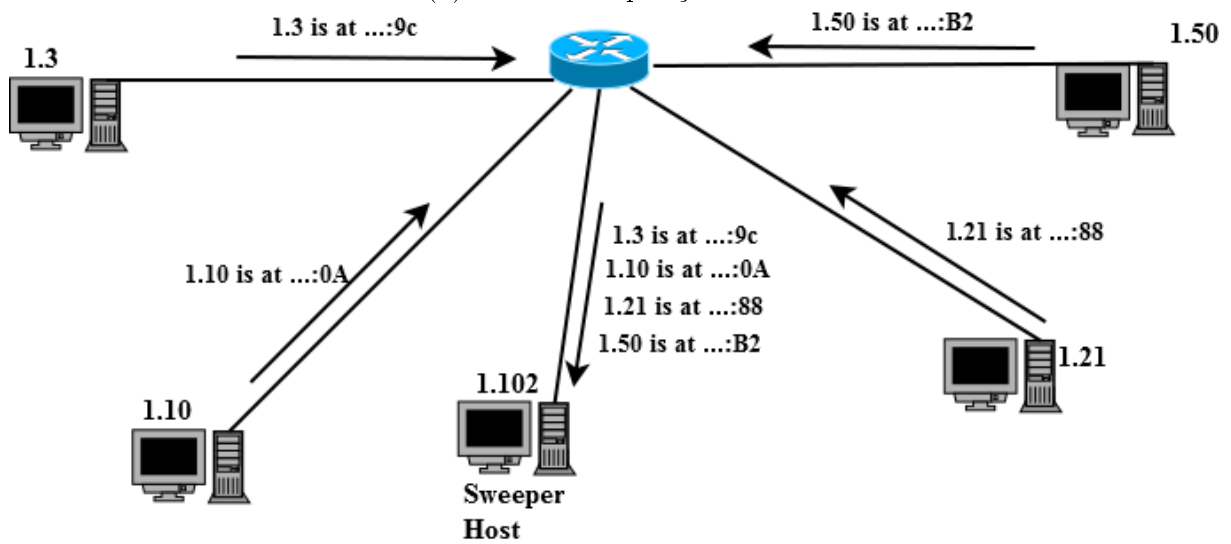 1.3 is at ...:9c
1.50 is at ...:B2
1.50
1.3
1.3 is at ...:9c
1.10 is at ...:0A
1.21 is at ...:88
1.50 is at ...:B2
1.21 is at ...:88
1.10 is at ...:0A
1.21
1.102
1.10
Sweeper
Host